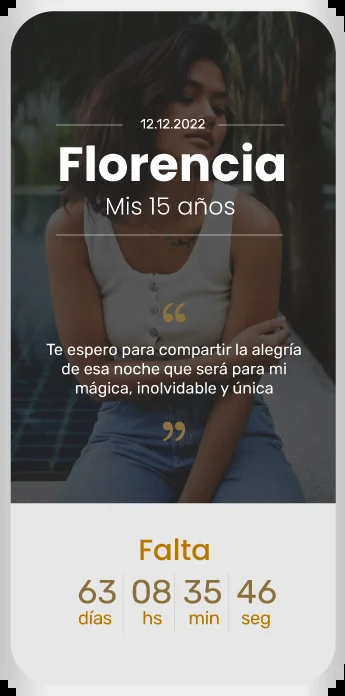 12.12.2022
Florencia
Mis 15 años
“
Te espero para compartir la alegría
de esa noche que será para mi
mágica, inolvidable y única
”
Falta
63 08 35 46
días hs min seg